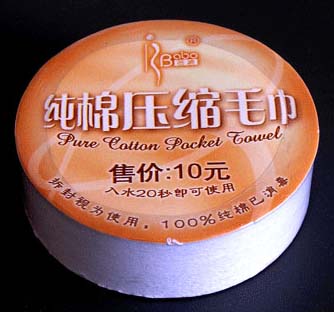 ®
Bobo
纯棉压缩毛巾
Pure Cotton Pocket Towel
售价:10元
入水20秒即可使用
拆封视为使用,100%纯棉已消毒